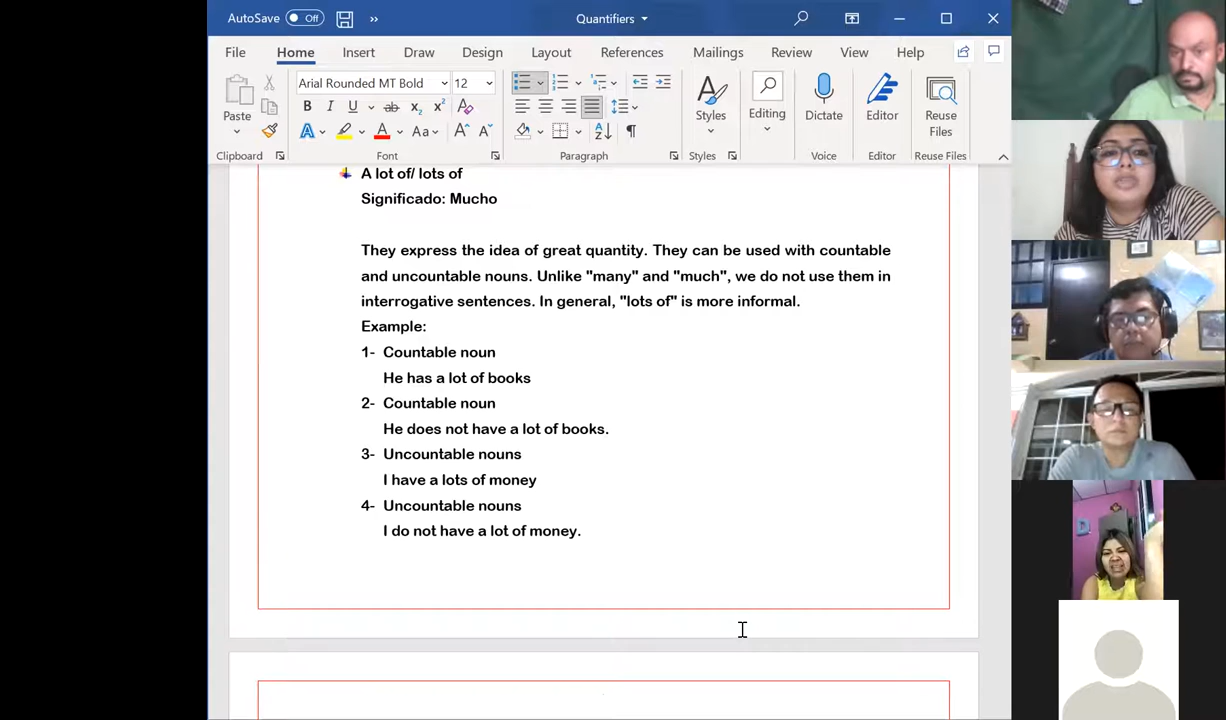 AutoSave Off Quantifiers
File Home Insert Draw Design Layout References Mailings Review View Help
Arial Rounded MT Bold 12
Paste Styles Editing Dictate Editor Reuse Files
Clipboard Font Paragraph Styles Voice Editor Reuse Files
A lot of/ lots of
Significado: Mucho
They express the idea of great quantity. They can be used with countable
and uncountable nouns. Unlike "many" and "much", we do not use them in
interrogative sentences. In general, "lots of" is more informal.
Example:
1- Countable noun
He has a lot of books
2- Countable noun
He does not have a lot of books.
3- Uncountable nouns
I have a lots of money
4- Uncountable nouns
I do not have a lot of money.